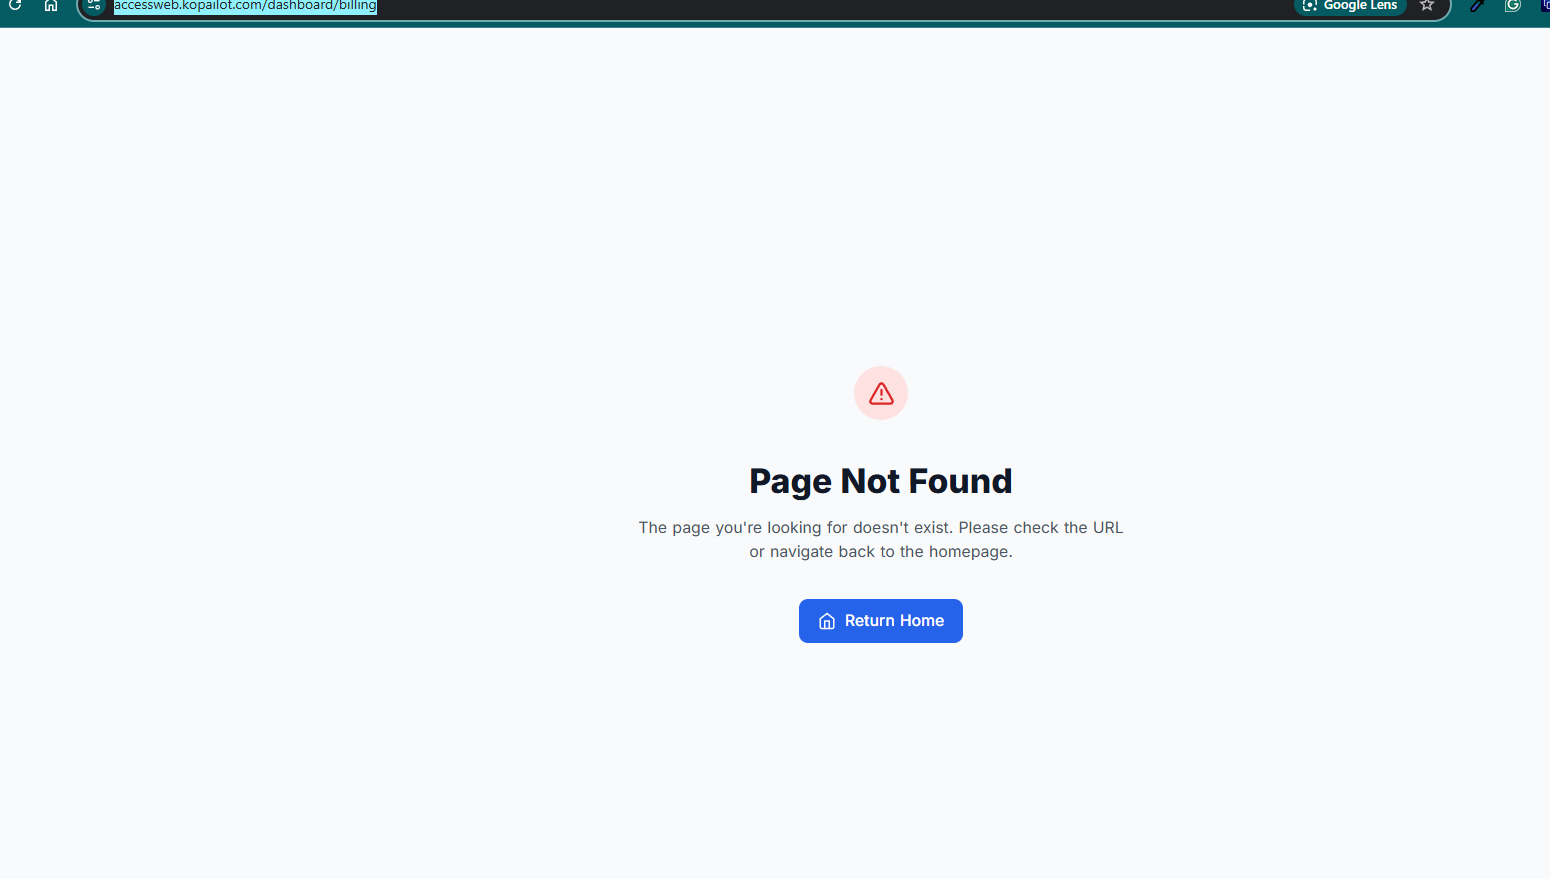 accessweb.kopailot.com/dashboard/billing
Google Lens
Page Not Found
The page you're looking for doesn't exist. Please check the URL
or navigate back to the homepage.
Return Home